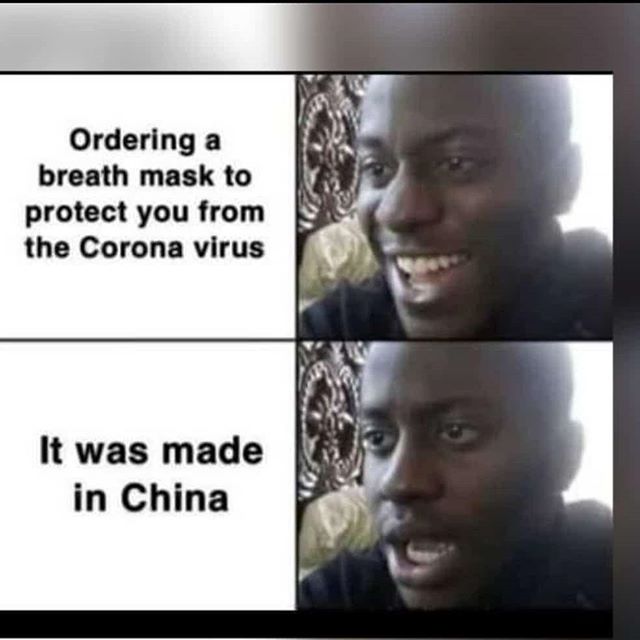 Ordering a
breath mask to
protect you from
the Corona virus
It was made
in China